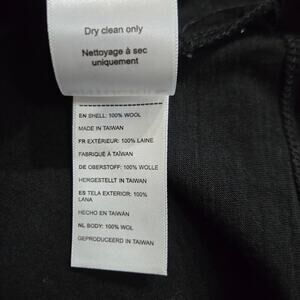 Dry clean only
Nettoyage à sec
uniquement
EN SHELL: 100% WOOL
MADE IN TAIWAN
FR EXTÉRIEUR: 100% LAINE
FABRIQUÉ À TAÏWAN
DE OBERSTOFF: 100% WOLLE
HERGESTELLT IN TAIWAN
ES TELA EXTERIOR: 100%
LANA
HECHO EN TAIWÁN
NL BODY: 100% WOL
GEPRODUCEERD IN TAIWAN